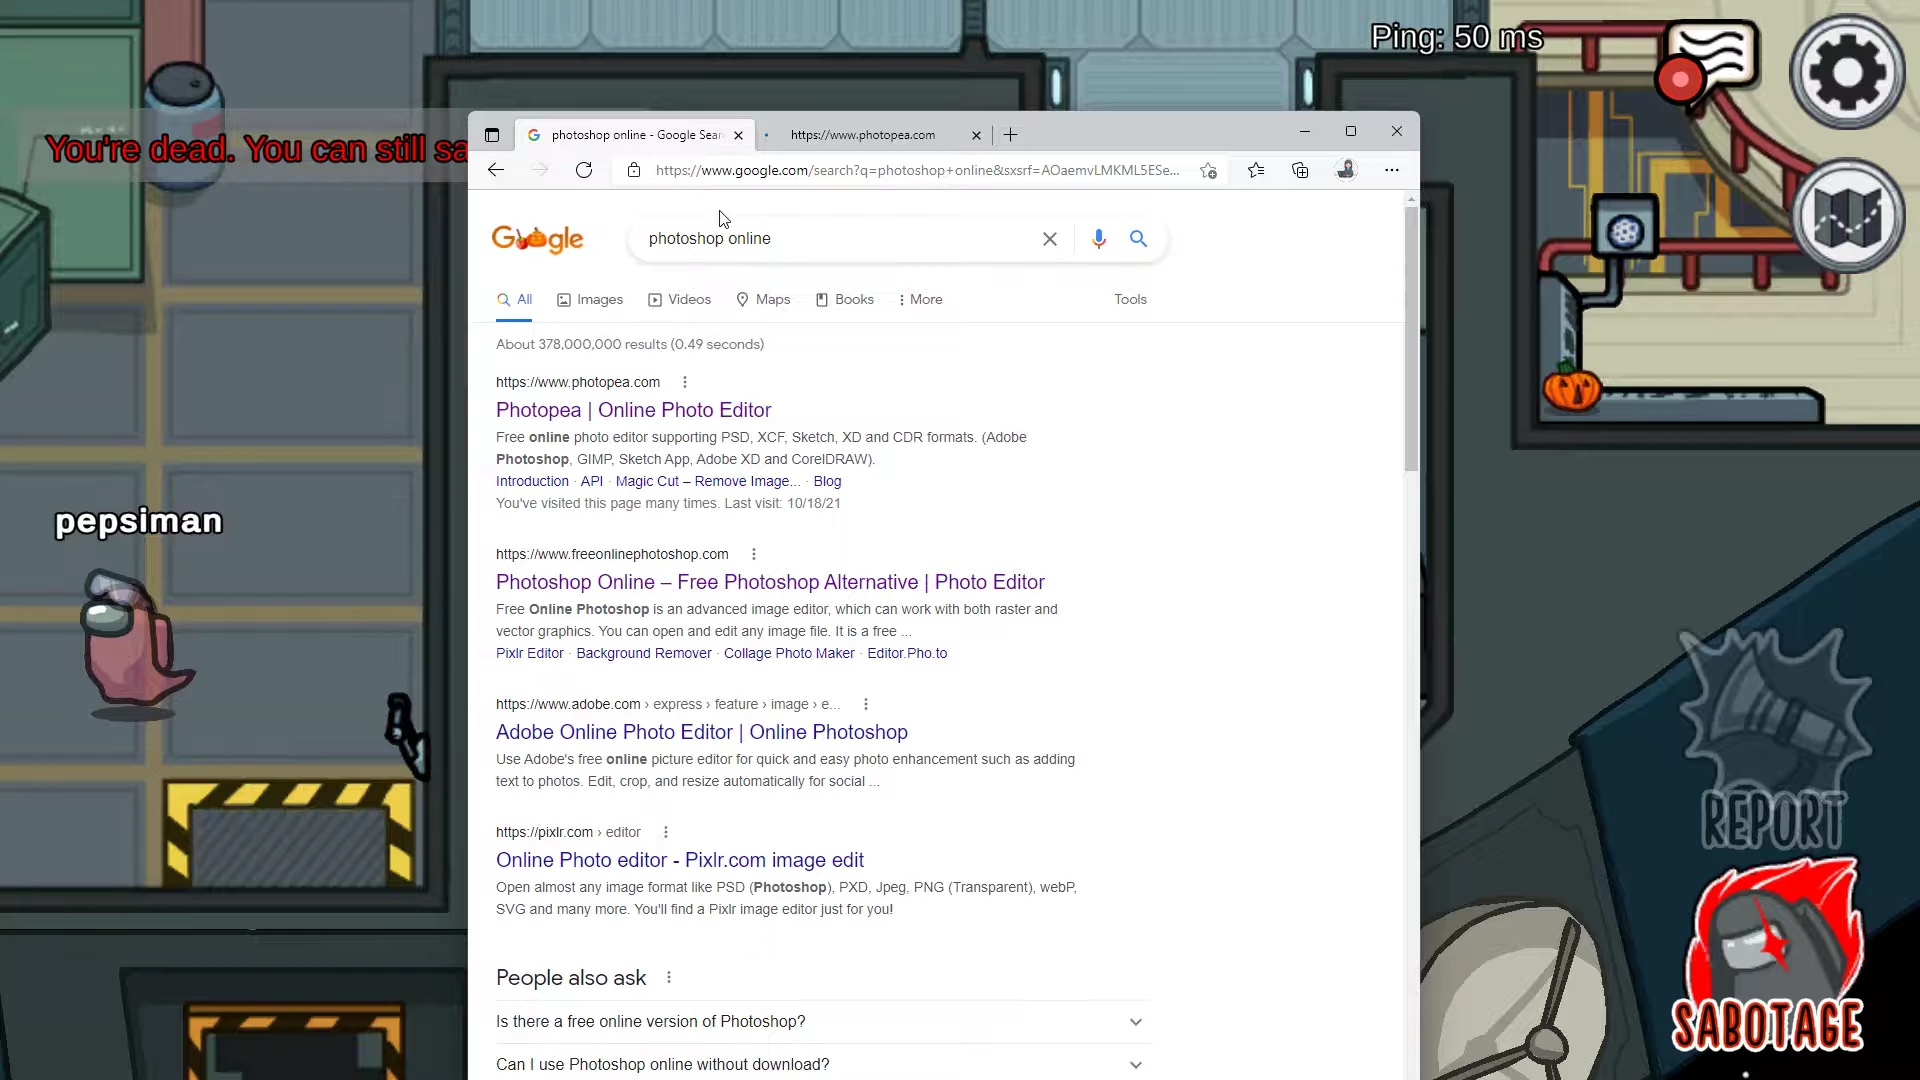 Ping: 50 ms
You're dead. You can still sa
photoshop online - Google Sear
https://www.photopea.com
https://www.google.com/search?q=photoshop+online&sxsrf=AOaemvLMKML5ESe...
Google
photoshop online
All
Images
Videos
Maps
Books
More
Tools
About 378,000,000 results (0.49 seconds)
https://www.photopea.com
Photopea | Online Photo Editor
Free online photo editor supporting PSD, XCF, Sketch, XD and CDR formats. (Adobe
Photoshop, GIMP, Sketch App, Adobe XD and CorelDRAW).
Introduction · API · Magic Cut – Remove Image... · Blog
You've visited this page many times. Last visit: 10/18/21
pepsiman
https://www.freeonlinephotoshop.com
Photoshop Online – Free Photoshop Alternative | Photo Editor
Free Online Photoshop is an advanced image editor, which can work with both raster and
vector graphics. You can open and edit any image file. It is a free ...
Pixlr Editor · Background Remover · Collage Photo Maker · Editor.Pho.to
https://www.adobe.com › express › feature › image › e...
Adobe Online Photo Editor | Online Photoshop
Use Adobe's free online picture editor for quick and easy photo enhancement such as adding
text to photos. Edit, crop, and resize automatically for social ...
REPORT
https://pixlr.com › editor
Online Photo editor - Pixlr.com image edit
Open almost any image format like PSD (Photoshop), PXD, Jpeg, PNG (Transparent), webP,
SVG and many more. You'll find a Pixlr image editor just for you!
People also ask
Is there a free online version of Photoshop?
SABOTAGE
Can I use Photoshop online without download?